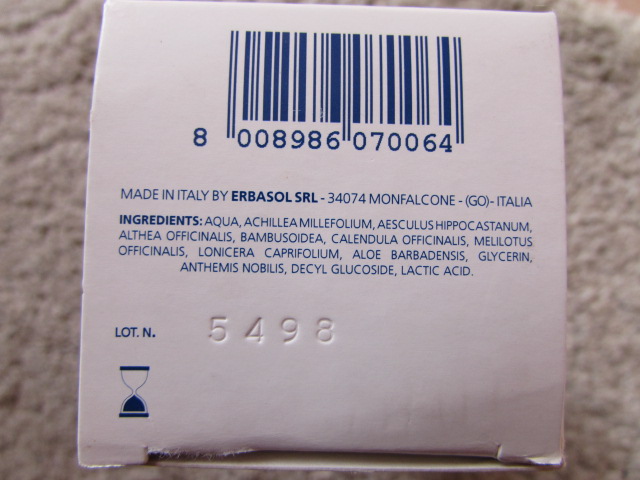 8 008986 070064
MADE IN ITALY BY ERBASOL SRL - 34074 MONFALCONE - (GO)- ITALIA
INGREDIENTS: AQUA, ACHILLEA MILLEFOLIUM, AESCULUS HIPPOCASTANUM,
ALTHEA OFFICINALIS, BAMBUSOIDEA, CALENDULA OFFICINALIS, MELILOTUS
OFFICINALIS, LONICERA CAPRIFOLIUM, ALOE BARBADENSIS, GLYCERIN,
ANTHEMIS NOBILIS, DECYL GLUCOSIDE, LACTIC ACID.
LOT. N. 5498